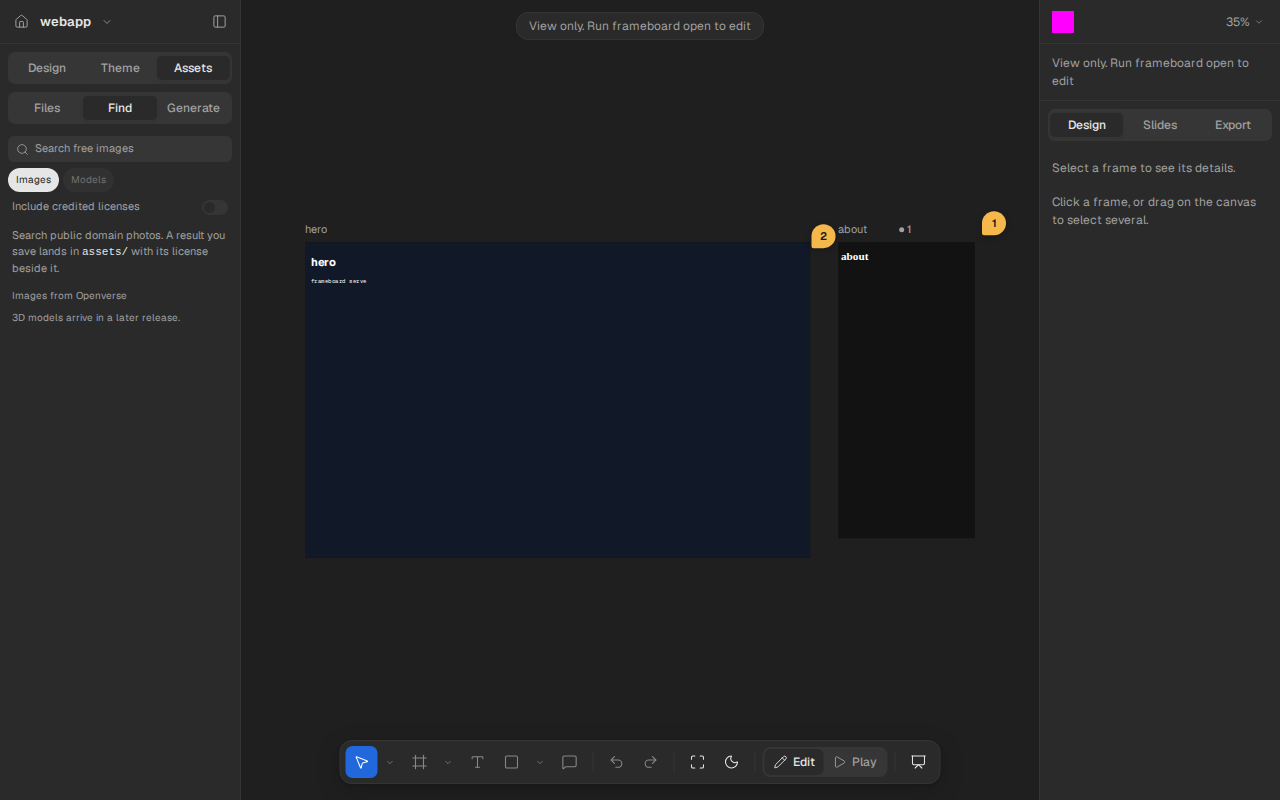 webapp
View only. Run frameboard open to edit
35%
Design Theme Assets
Files Find Generate
Search free images
Images Models
Include credited licenses
Search public domain photos. A result you
save lands in assets/ with its license
beside it.
Images from Openverse
3D models arrive in a later release.
hero
2
about
1
1
hero
frameboard serve
about
View only. Run frameboard open to
edit
Design Slides Export
Select a frame to see its details.
Click a frame, or drag on the canvas
to select several.
Edit Play